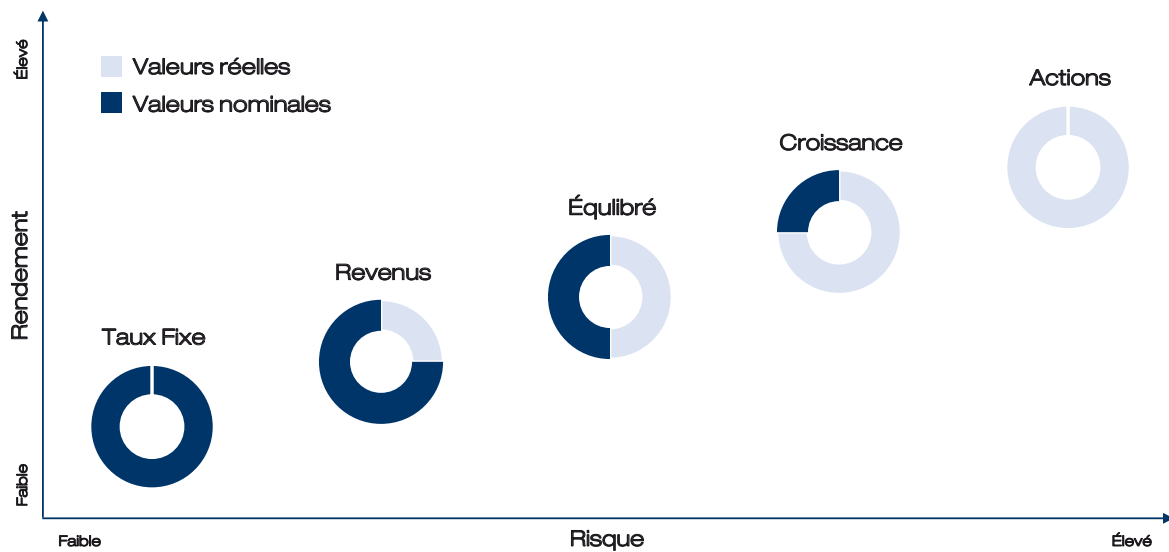 Élevé
Valeurs réelles
Valeurs nominales
Actions
Croissance
Équlibré
Revenus
Taux Fixe
Rendement
Faible
Faible
Risque
Élevé